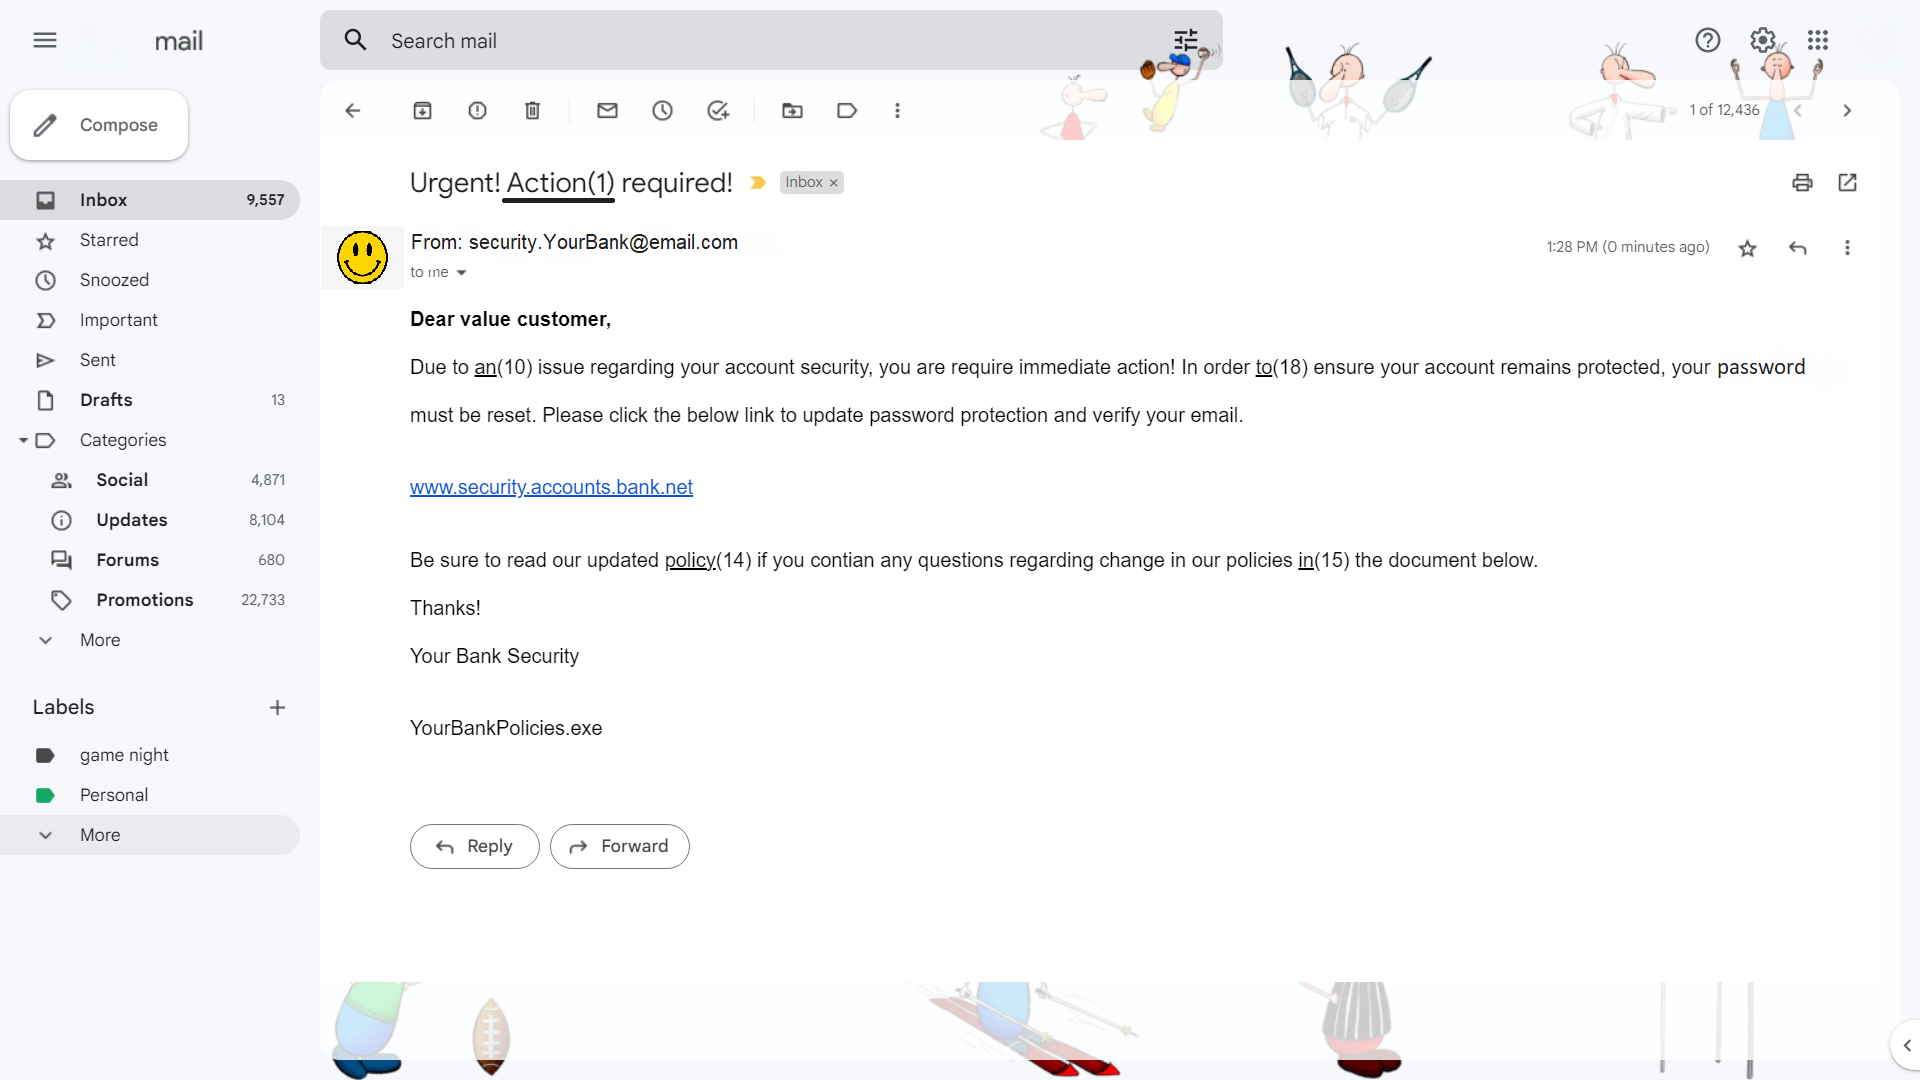 mail
Search mail
Compose
1 of 12,436
Urgent! Action(1) required!
Inbox ×
Inbox 9,557
Starred
Snoozed
Important
Sent
Drafts 13
Categories
Social 4,871
Updates 8,104
Forums 680
Promotions 22,733
More
Labels +
game night
Personal
More
From: security.YourBank@email.com
1:28 PM (0 minutes ago)
to me
Dear value customer,
Due to an(10) issue regarding your account security, you are require immediate action! In order to(18) ensure your account remains protected, your password
must be reset. Please click the below link to update password protection and verify your email.
www.security.accounts.bank.net
Be sure to read our updated policy(14) if you contian any questions regarding change in our policies in(15) the document below.
Thanks!
Your Bank Security
YourBankPolicies.exe
Reply
Forward